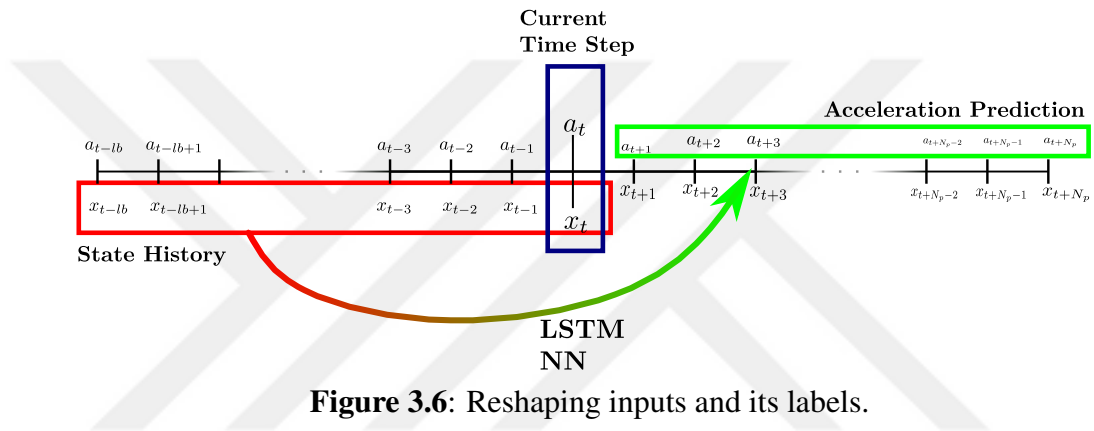 Current
Time Step
Acceleration Prediction
a_{t-lb} a_{t-lb+1} a_{t-3} a_{t-2} a_{t-1} a_t a_{t+1} a_{t+2} a_{t+3} a_{t+N_p-2} a_{t+N_p-1} a_{t+N_p}
x_{t-lb} x_{t-lb+1} x_{t-3} x_{t-2} x_{t-1} x_t x_{t+1} x_{t+2} x_{t+3} x_{t+N_p-2} x_{t+N_p-1} x_{t+N_p}
State History
LSTM
NN
Figure 3.6: Reshaping inputs and its labels.